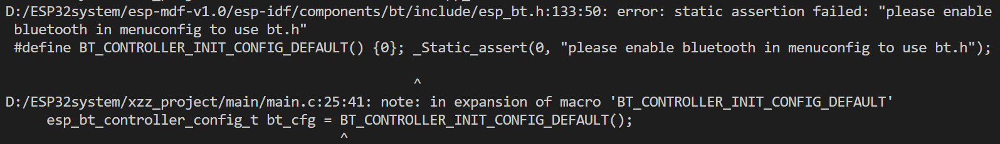 D:/ESP32system/esp-mdf-v1.0/esp-idf/components/bt/include/esp_bt.h:133:50: error: static assertion failed: "please enable
bluetooth in menuconfig to use bt.h"
#define BT_CONTROLLER_INIT_CONFIG_DEFAULT() {0}; _Static_assert(0, "please enable bluetooth in menuconfig to use bt.h");
^
D:/ESP32system/xzz_project/main/main.c:25:41: note: in expansion of macro 'BT_CONTROLLER_INIT_CONFIG_DEFAULT'
esp_bt_controller_config_t bt_cfg = BT_CONTROLLER_INIT_CONFIG_DEFAULT();
^